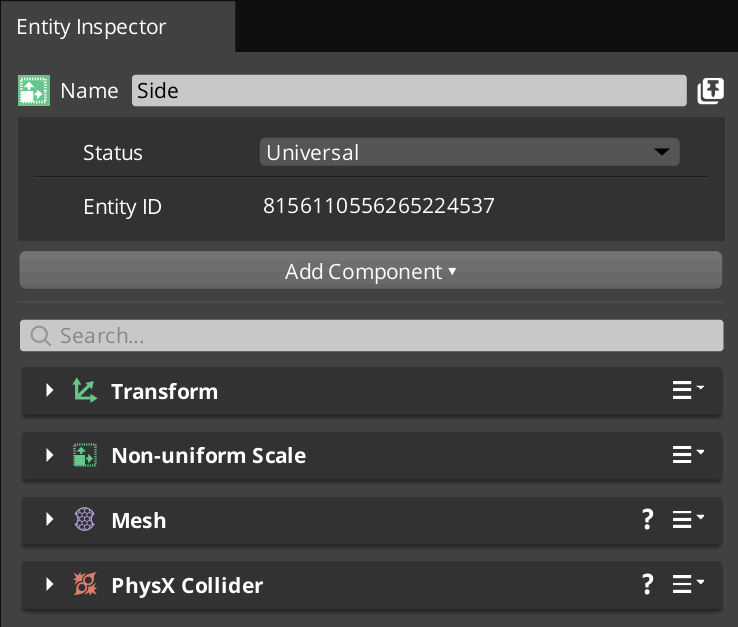 Entity Inspector
Name Side
Status Universal
Entity ID 8156110556265224537
Add Component ▾
Search...
Transform
Non-uniform Scale
Mesh ?
PhysX Collider ?